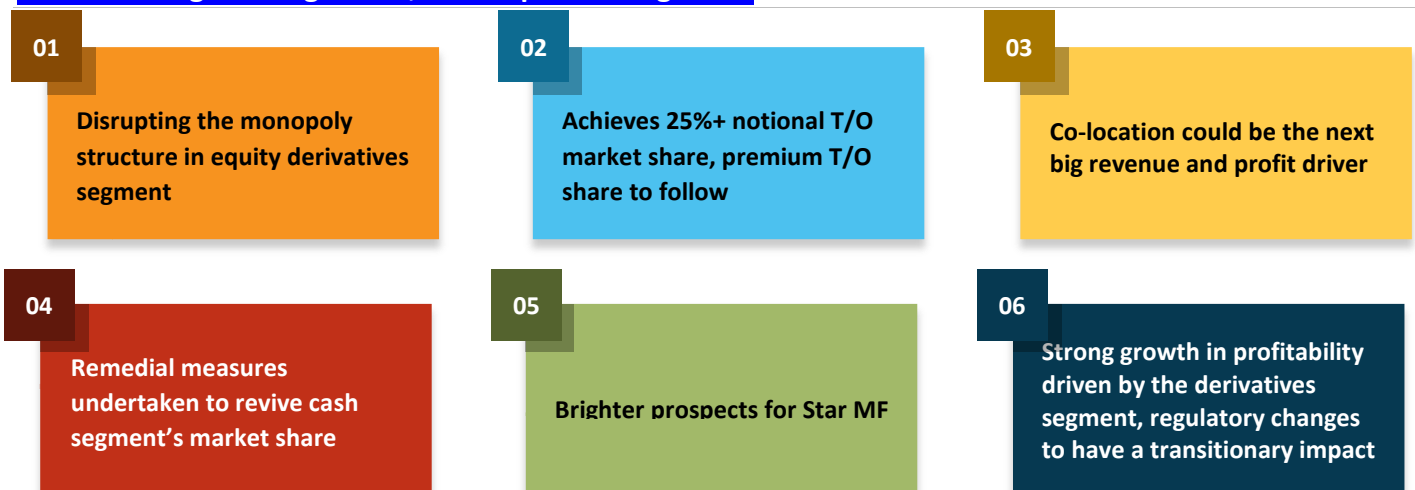 01
Disrupting the monopoly
structure in equity derivatives
segment
02
Achieves 25%+ notional T/O
market share, premium T/O
share to follow
03
Co-location could be the next
big revenue and profit driver
04
Remedial measures
undertaken to revive cash
segment’s market share
05
Brighter prospects for Star MF
06
Strong growth in profitability
driven by the derivatives
segment, regulatory changes
to have a transitionary impact